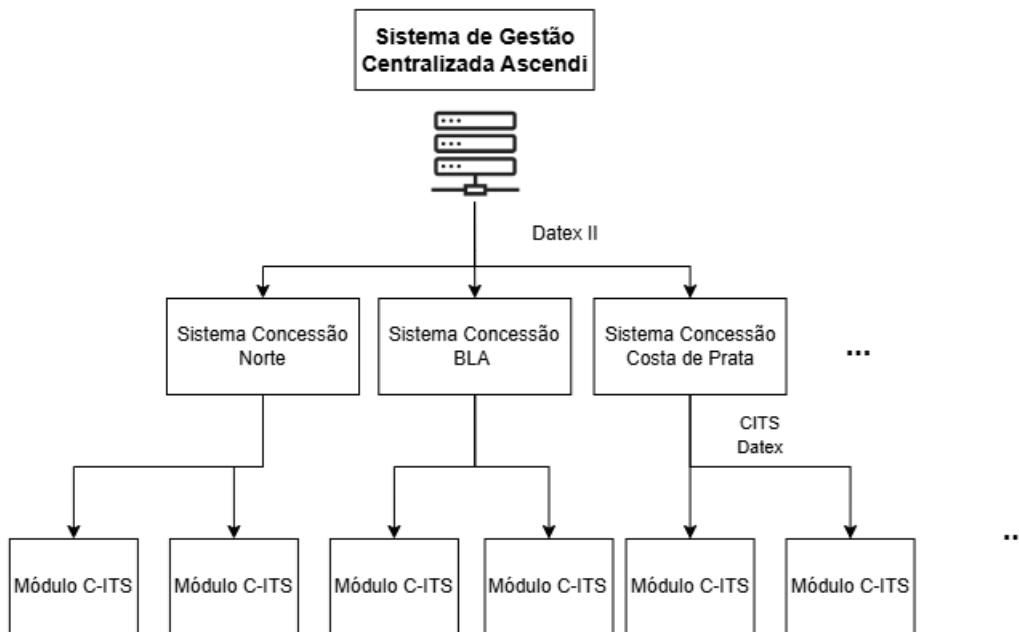 Sistema de Gestão
Centralizada Ascendi
Datex II
Sistema Concessão
Norte
Sistema Concessão
BLA
Sistema Concessão
Costa de Prata
...
CITS
Datex
Módulo C-ITS
Módulo C-ITS
Módulo C-ITS
Módulo C-ITS
Módulo C-ITS
Módulo C-ITS
..